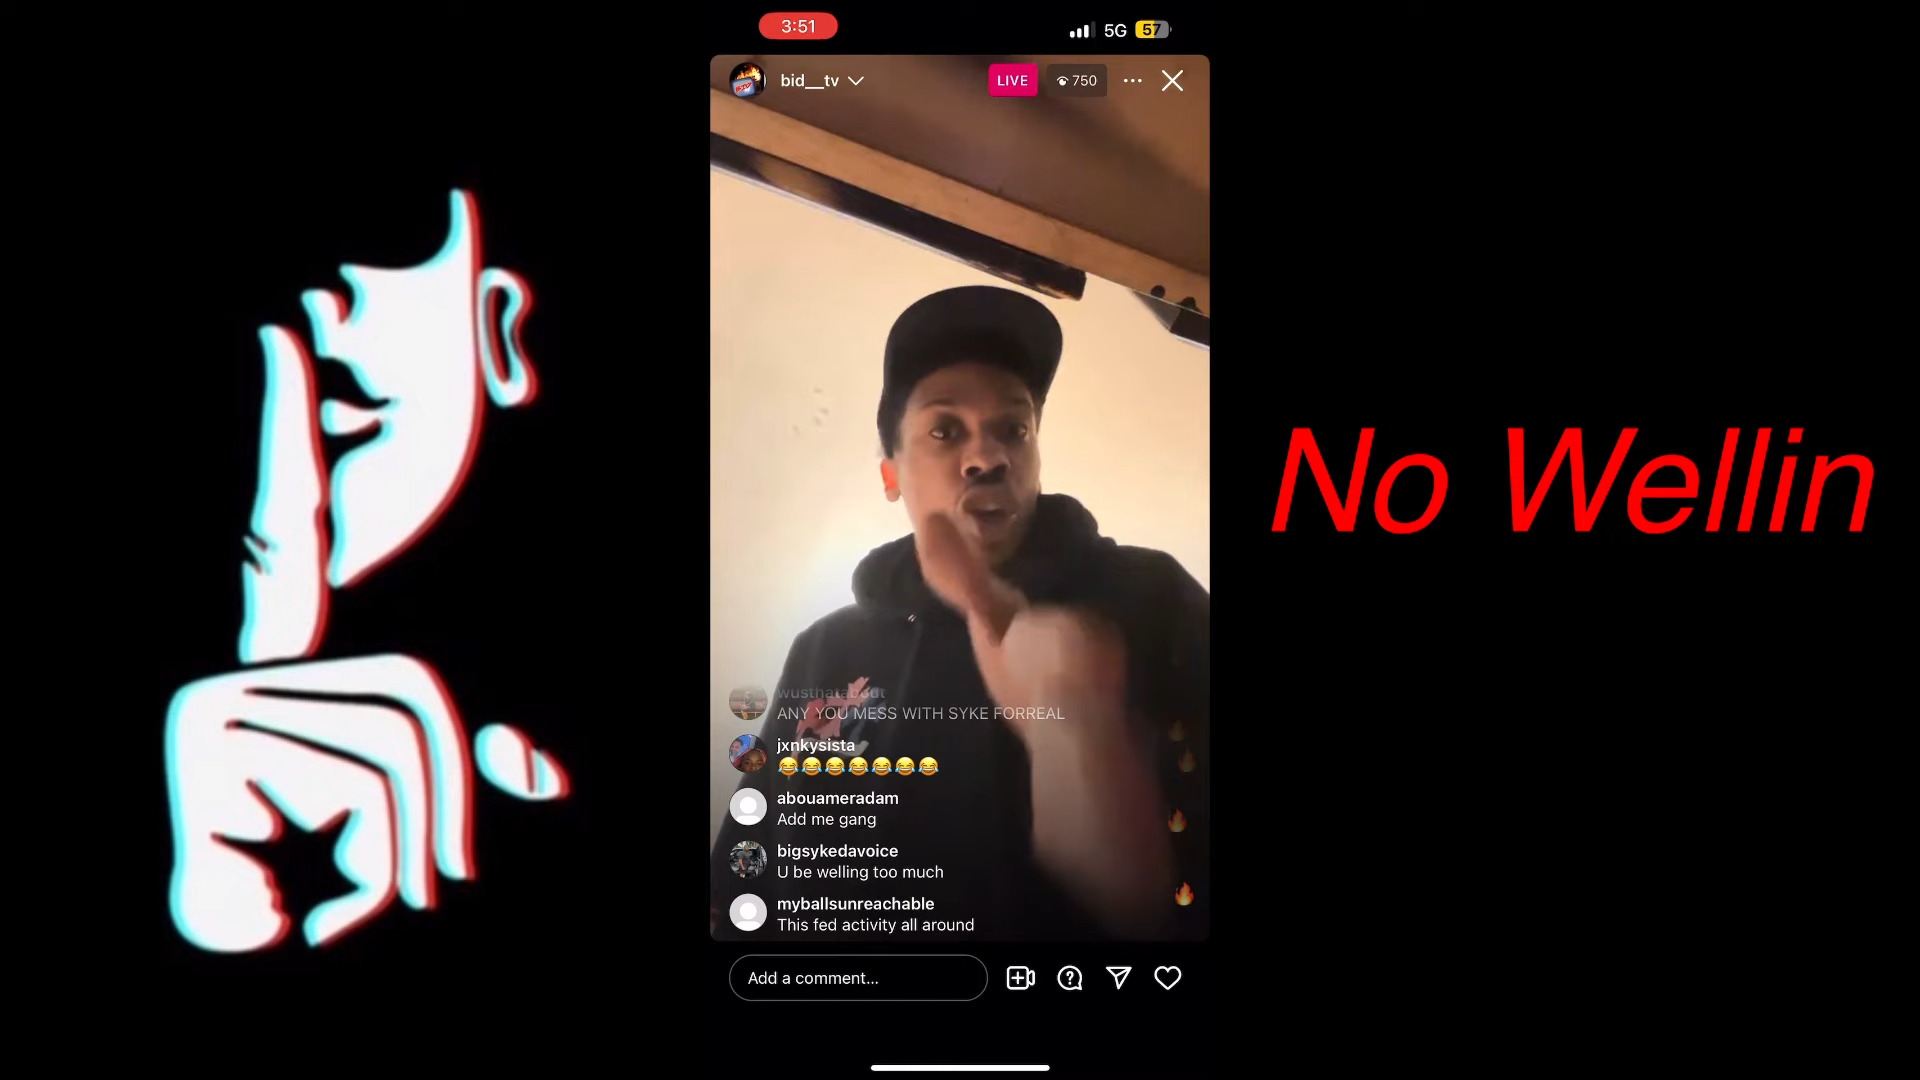 3:51
5G
57
bid__tv
LIVE
750
No Wellin
wusthatabout
ANY YOU MESS WITH SYKE FORREAL
jxnkysista
😂😂😂😂😂😂😂
abouameradam
Add me gang
bigsykedavoice
U be welling too much
myballsunreachable
This fed activity all around
Add a comment...